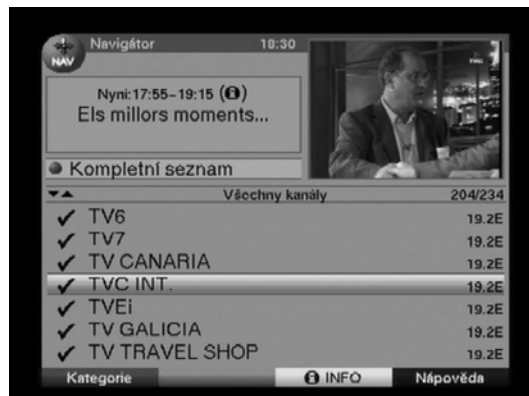 NAV
Navigátor 18:30
Nyní:17:55-19:15 (i)
Els millors moments...
Kompletní seznam
Všechny kanály 204/234
TV6 19.2E
TV7 19.2E
TV CANARIA 19.2E
TVC INT. 19.2E
TVEi 19.2E
TV GALICIA 19.2E
TV TRAVEL SHOP 19.2E
Kategorie i INFO Nápověda